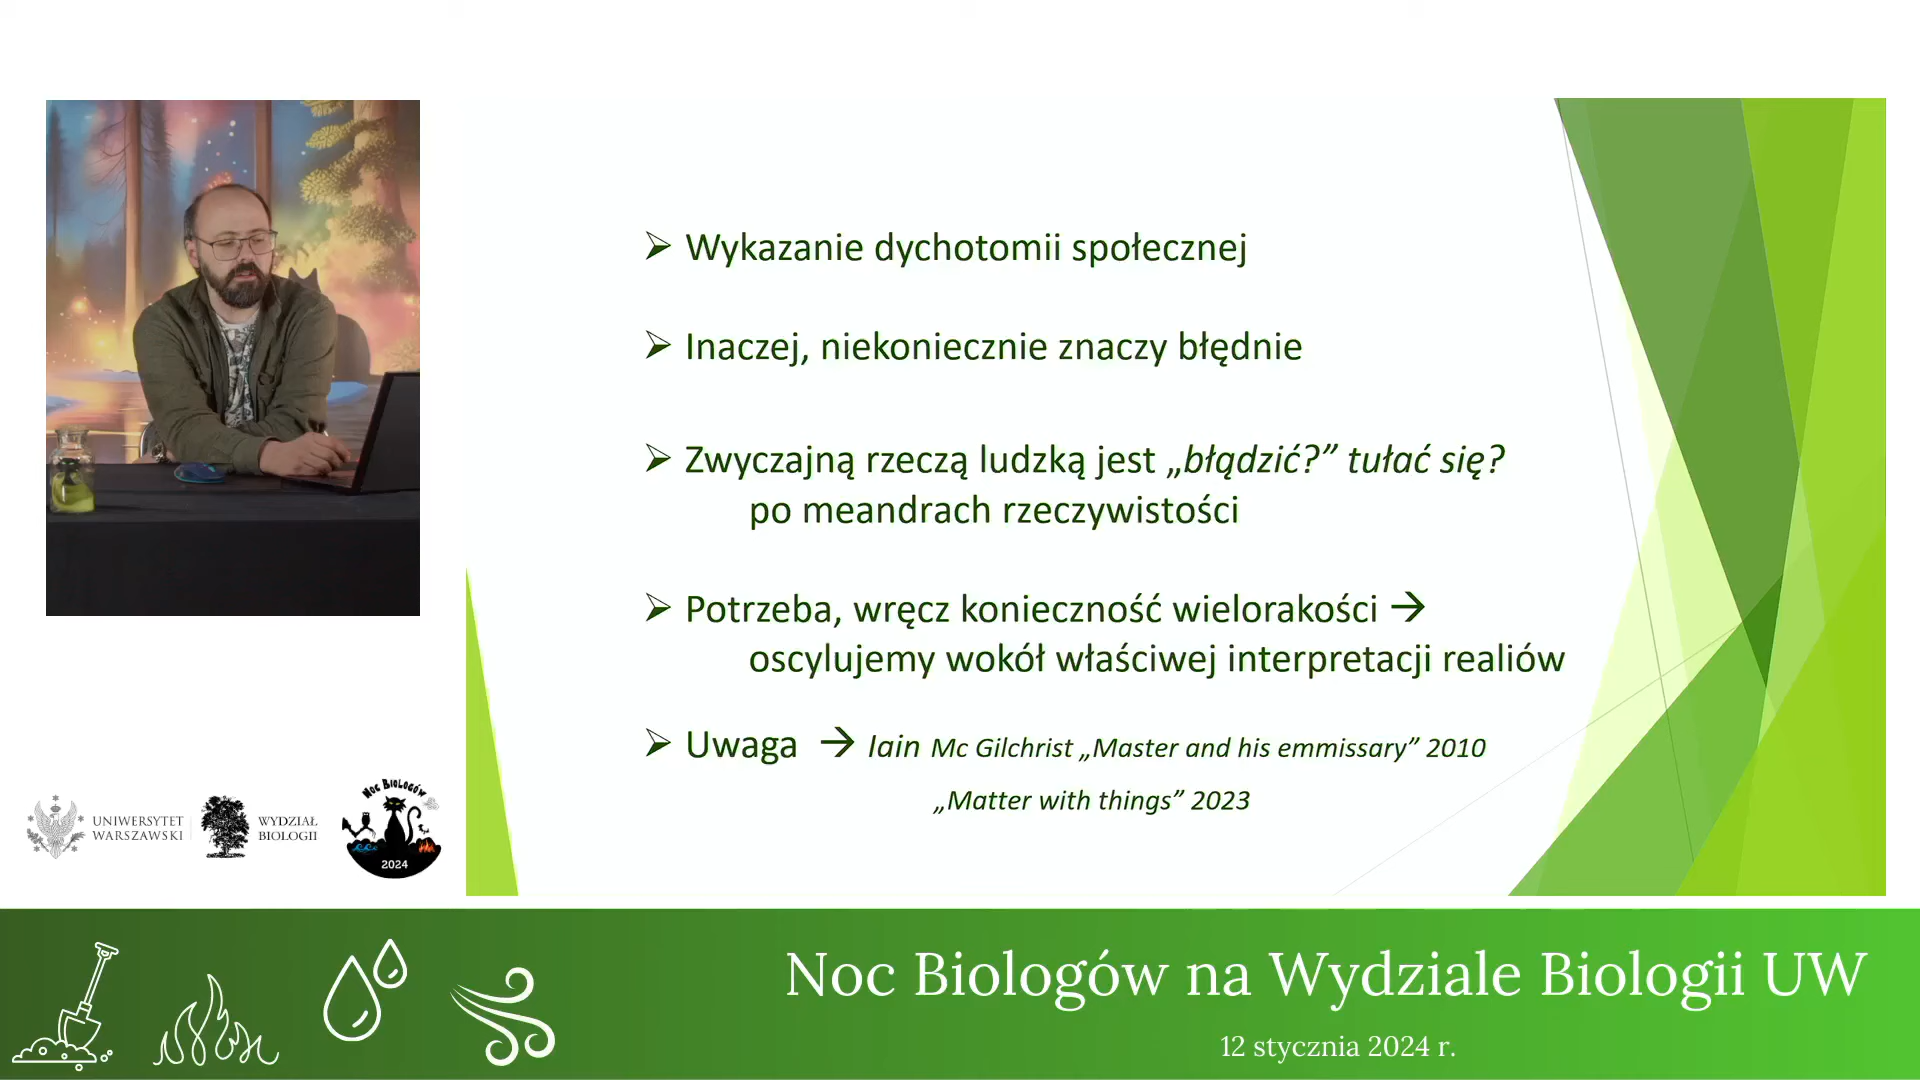 Wykazanie dychotomii społecznej
Inaczej, niekoniecznie znaczy błędnie
Zwyczajną rzeczą ludzką jest „błądzić?” tułać się?
po meandrach rzeczywistości
Potrzeba, wręcz konieczność wielorakości →
oscylujemy wokół właściwej interpretacji realiów
Uwaga → Iain Mc Gilchrist „Master and his emmissary” 2010
„Matter with things” 2023
UNIWERSYTET
WARSZAWSKI
WYDZIAŁ
BIOLOGII
Noc Biologów
2024
Noc Biologów na Wydziale Biologii UW
12 stycznia 2024 r.